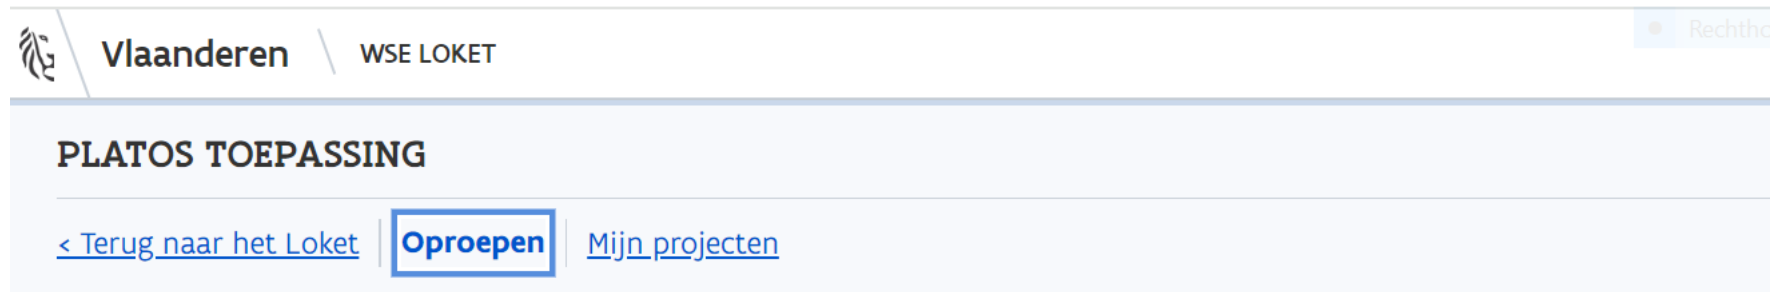 Vlaanderen WSE LOKET
PLATOS TOEPASSING
< Terug naar het Loket Oproepen Mijn projecten